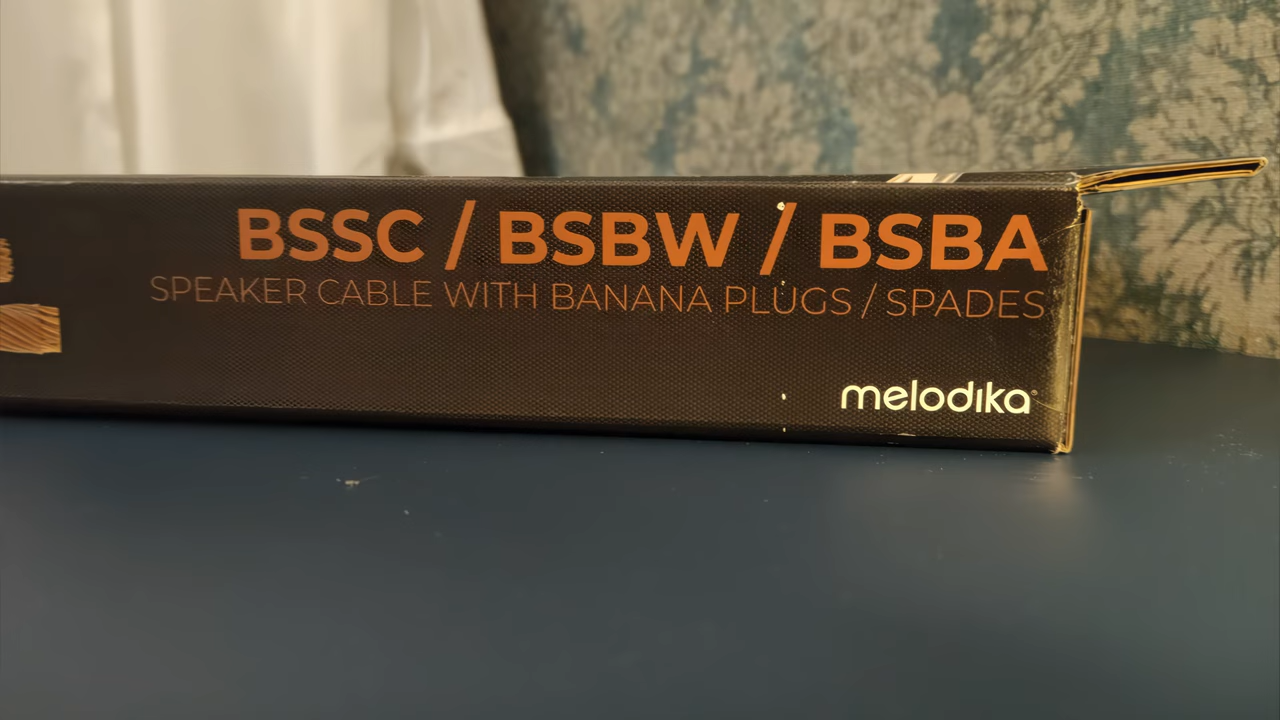 BSSC / BSBW / BSBA
SPEAKER CABLE WITH BANANA PLUGS / SPADES
melodika®